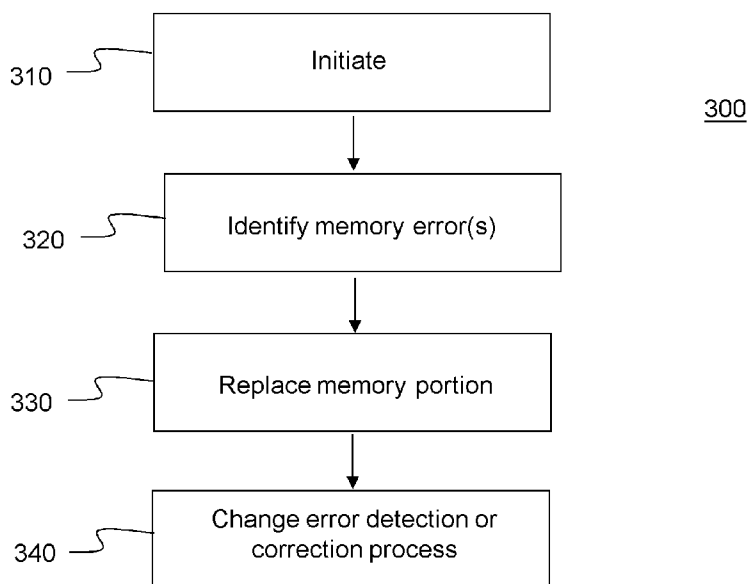 310
Initiate
300
320
Identify memory error(s)
330
Replace memory portion
340
Change error detection or
correction process